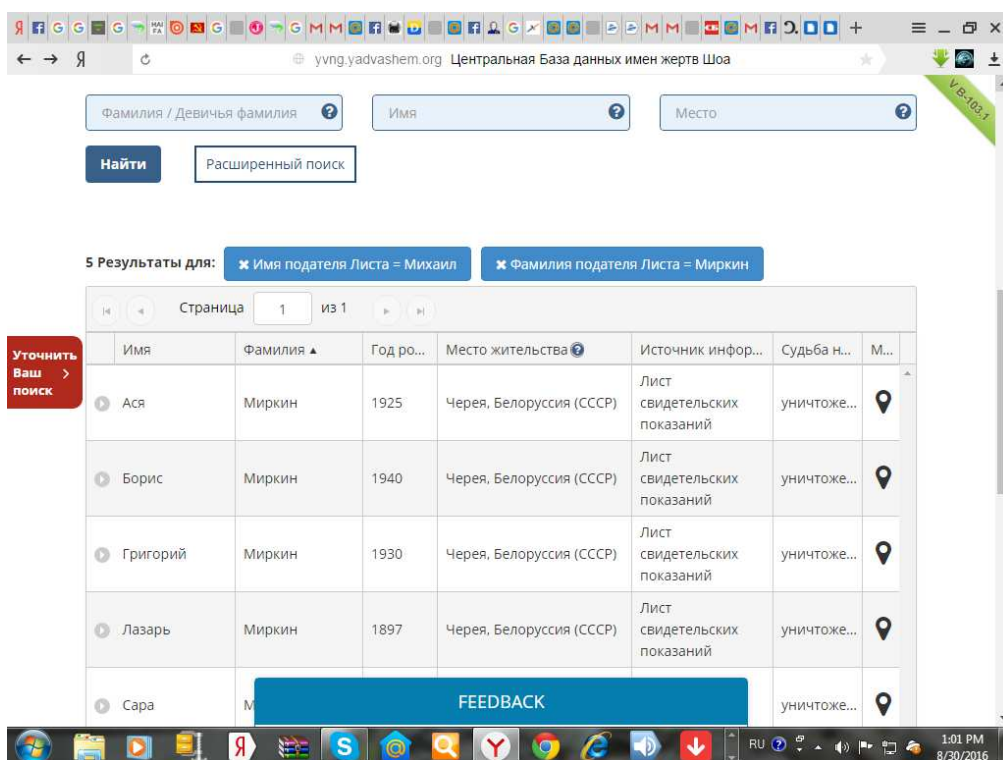 yvng.yadvashem.org Центральная База данных имен жертв Шоа
V B-103,1
Фамилия / Девичья фамилия
Имя
Место
Найти
Расширенный поиск
5 Результаты для:
Имя подателя Листа = Михаил
Фамилия подателя Листа = Миркин
Страница 1 из 1
Уточнить
Ваш
поиск
Имя Фамилия Год ро... Место жительства Источник инфор... Судьба н... М...
Ася Миркин 1925 Черея, Белоруссия (СССР) Лист
свидетельских
показаний
уничтоже...
Борис Миркин 1940 Черея, Белоруссия (СССР) Лист
свидетельских
показаний
уничтоже...
Григорий Миркин 1930 Черея, Белоруссия (СССР) Лист
свидетельских
показаний
уничтоже...
Лазарь Миркин 1897 Черея, Белоруссия (СССР) Лист
свидетельских
показаний
уничтоже...
Сара уничтоже...
FEEDBACK
RU 1:01 PM
8/30/2016